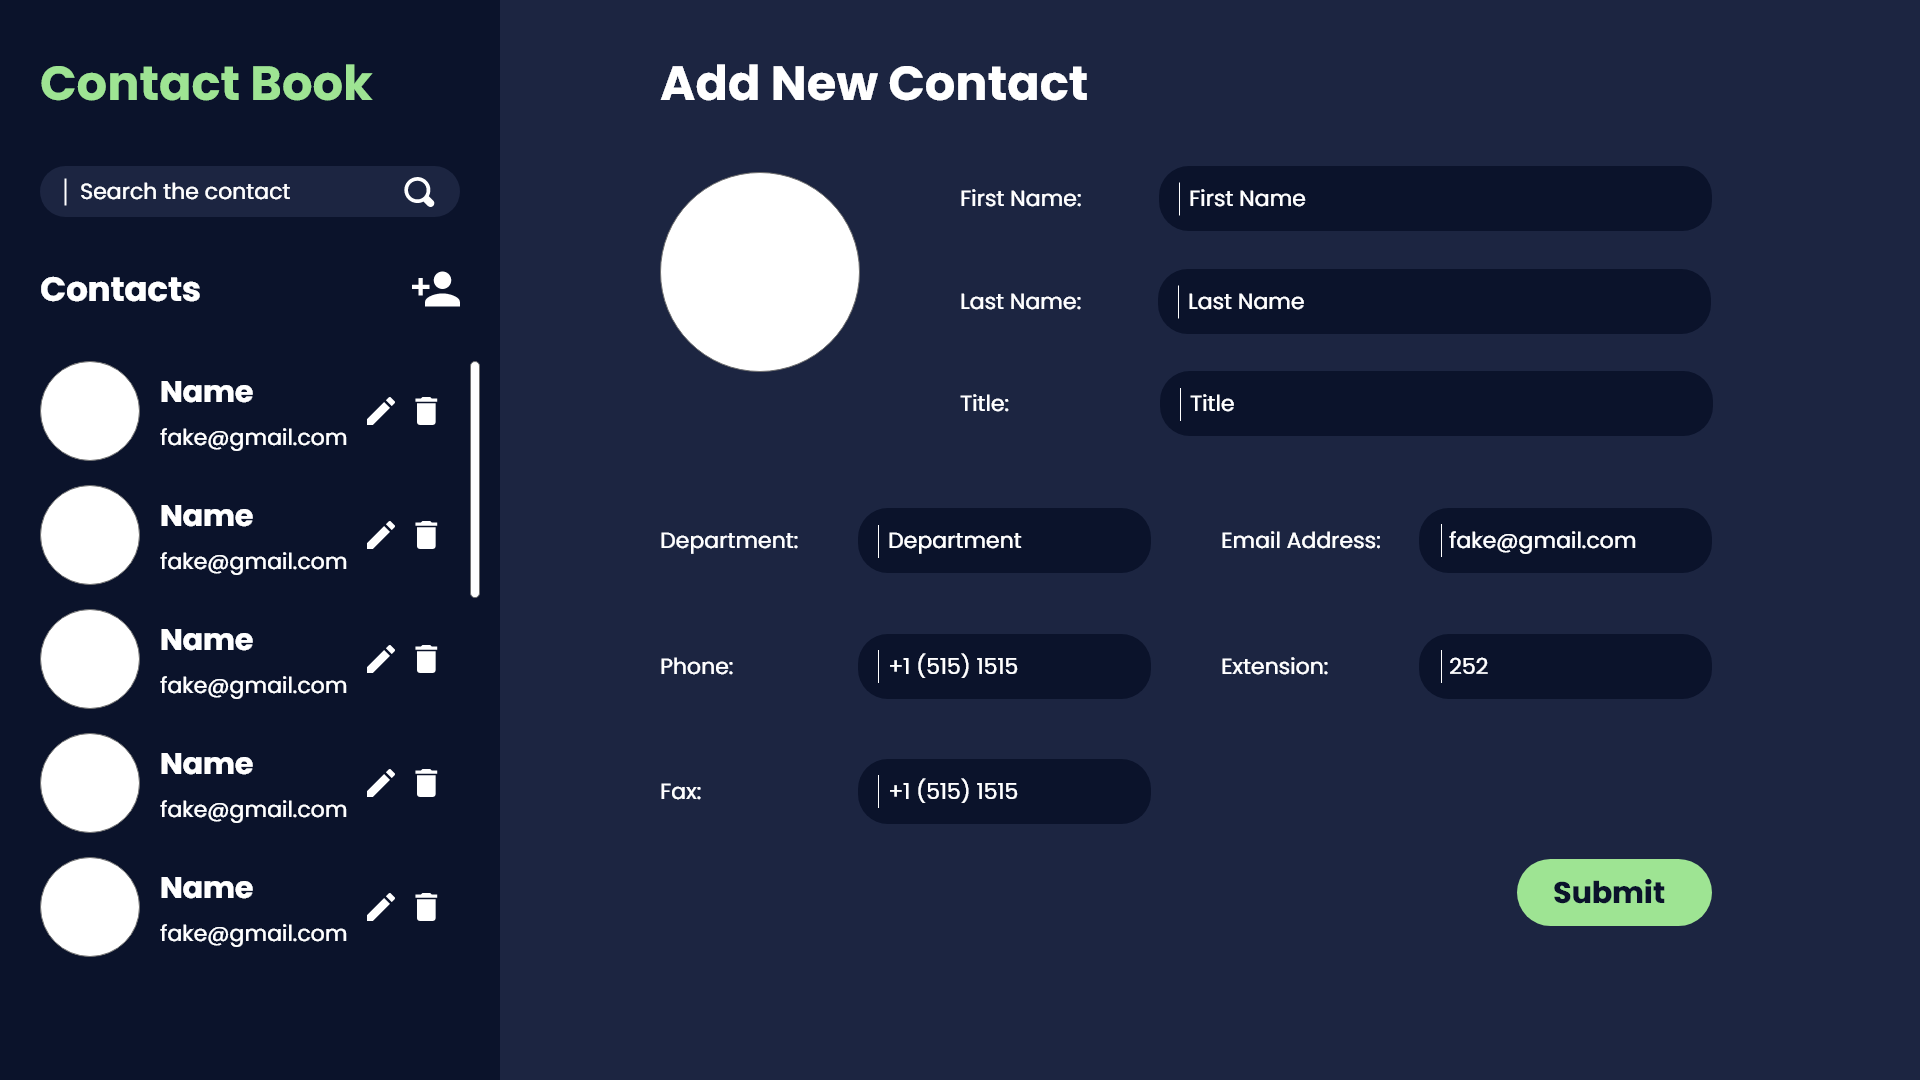 Contact Book
Search the contact
Contacts
Name
fake@gmail.com
Name
fake@gmail.com
Name
fake@gmail.com
Name
fake@gmail.com
Name
fake@gmail.com
Add New Contact
First Name: First Name
Last Name: Last Name
Title: Title
Department: Department Email Address: fake@gmail.com
Phone: +1 (515) 1515 Extension: 252
Fax: +1 (515) 1515
Submit